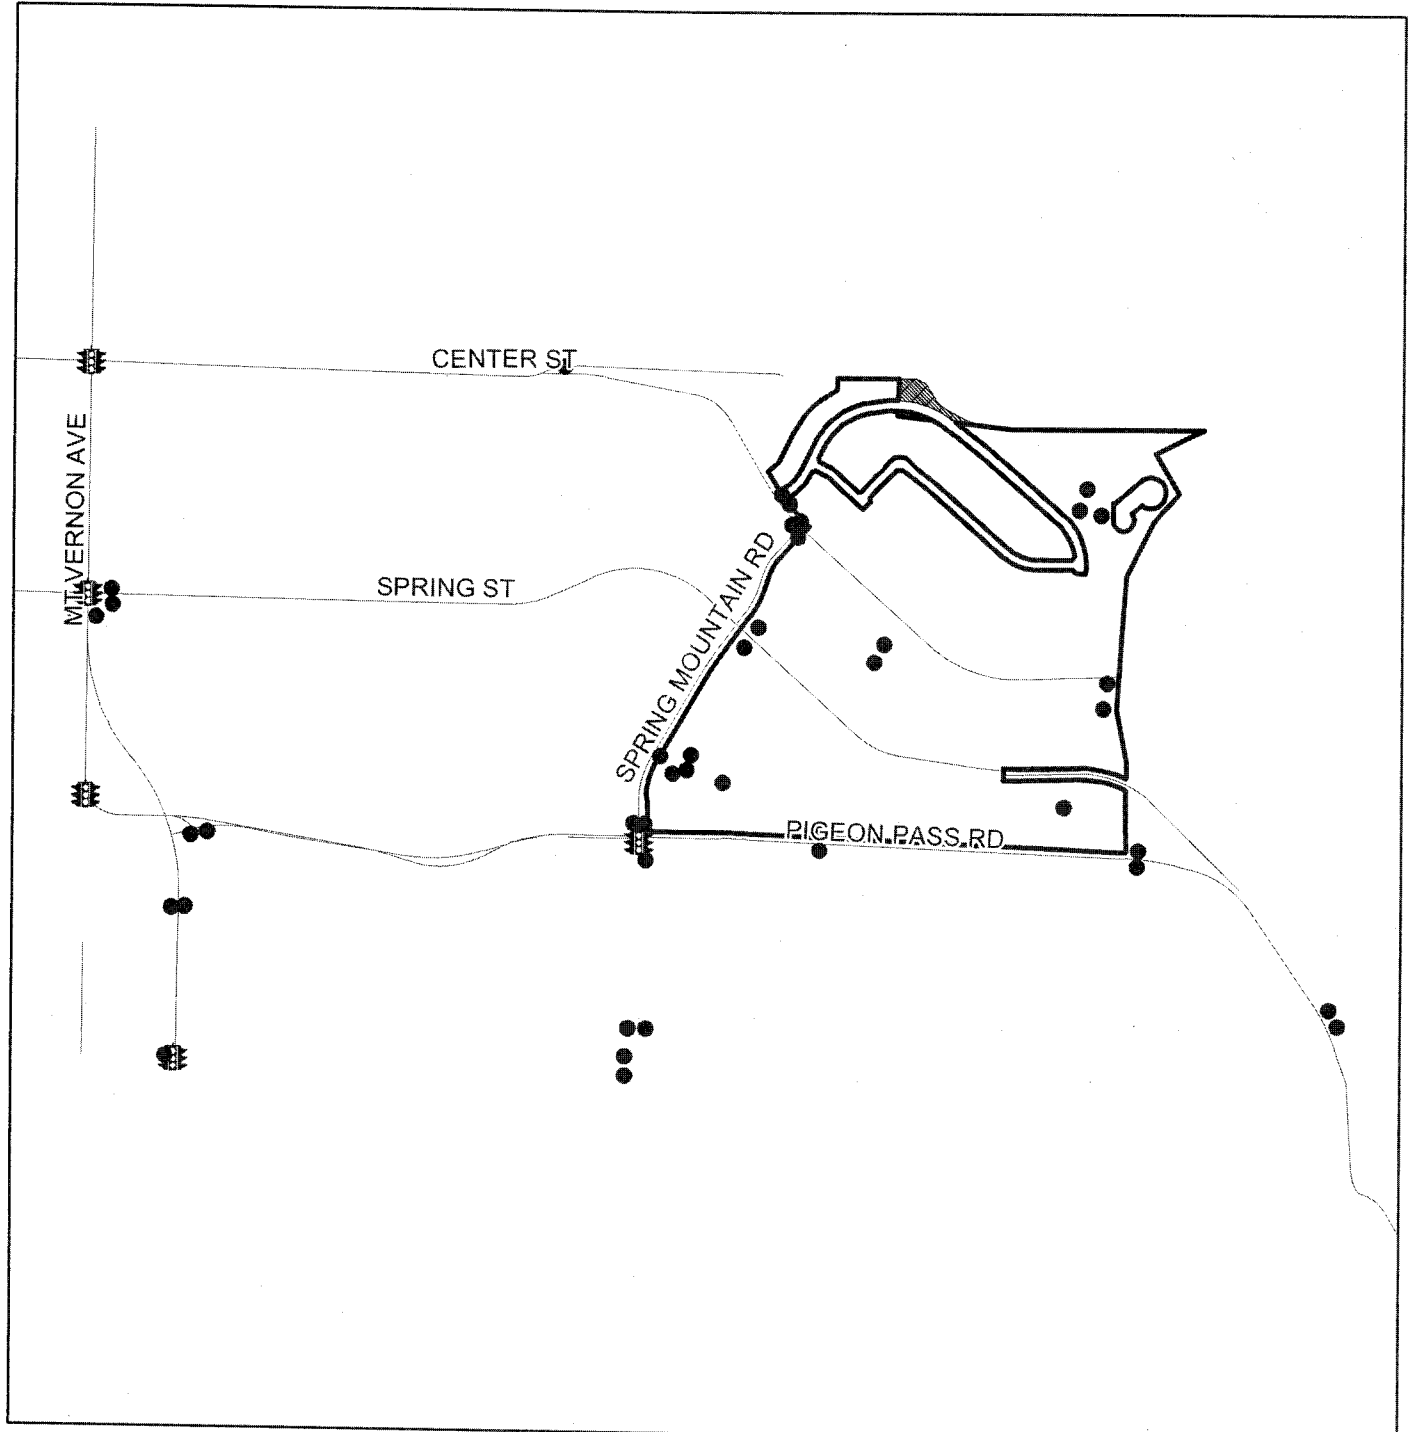 CENTER ST
MT VERNON AVE
SPRING ST
SPRING MOUNTAIN RD
PIGEON PASS RD